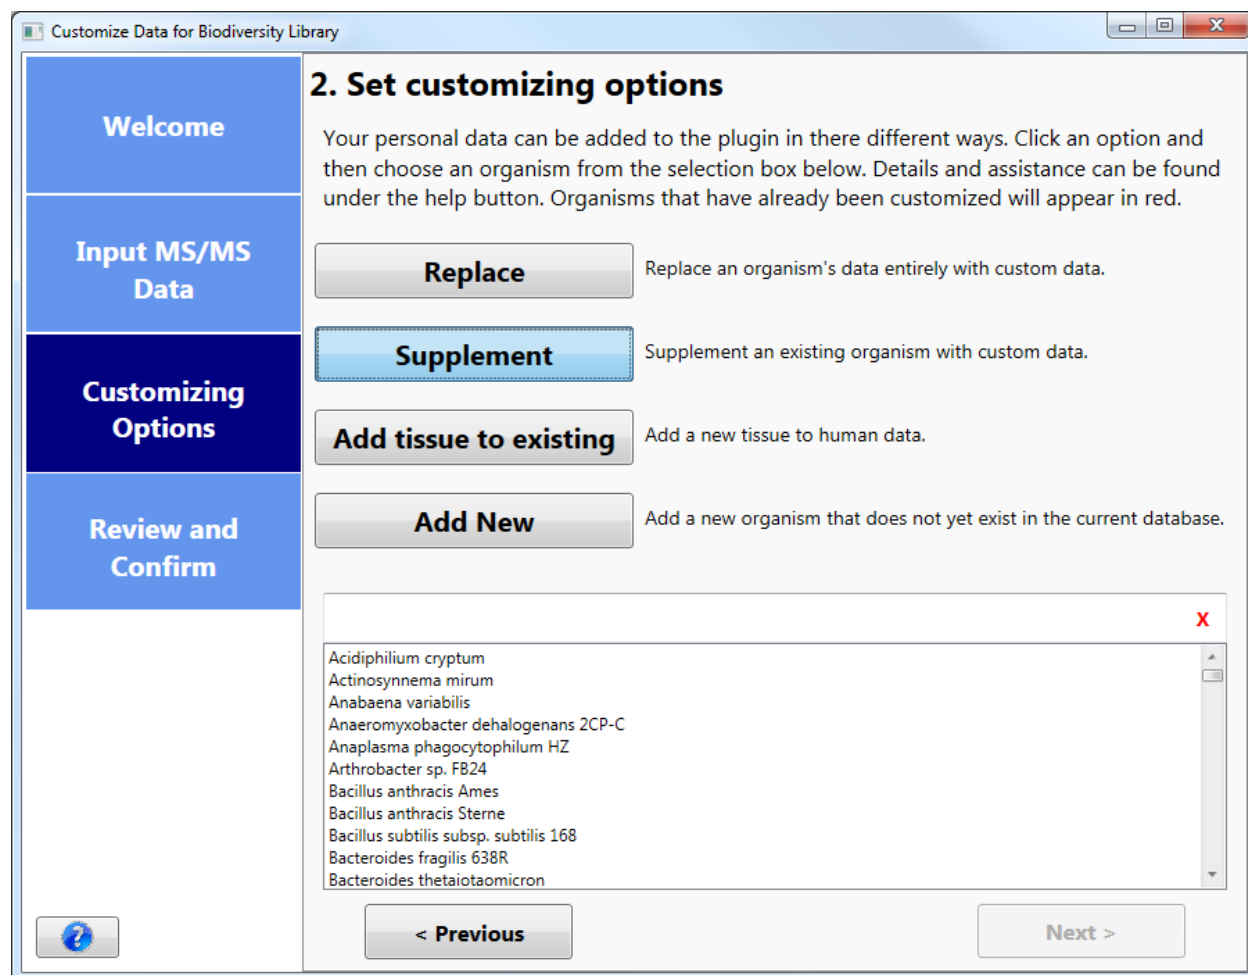 Customize Data for Biodiversity Library
X
Welcome
Input MS/MS
Data
Customizing
Options
Review and
Confirm
2. Set customizing options
Your personal data can be added to the plugin in there different ways. Click an option and
then choose an organism from the selection box below. Details and assistance can be found
under the help button. Organisms that have already been customized will appear in red.
Replace
Replace an organism's data entirely with custom data.
Supplement
Supplement an existing organism with custom data.
Add tissue to existing
Add a new tissue to human data.
Add New
Add a new organism that does not yet exist in the current database.
X
Acidiphilium cryptum
Actinosynnema mirum
Anabaena variabilis
Anaeromyxobacter dehalogenans 2CP-C
Anaplasma phagocytophilum HZ
Arthrobacter sp. FB24
Bacillus anthracis Ames
Bacillus anthracis Sterne
Bacillus subtilis subsp. subtilis 168
Bacteroides fragilis 638R
Bacteroides thetaiotaomicron
?
< Previous
Next >